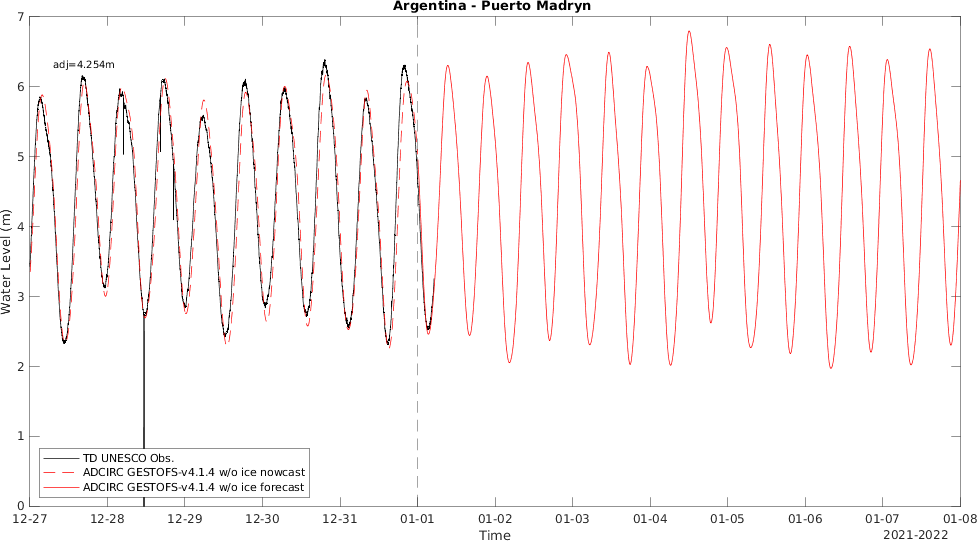 Argentina - Puerto Madryn
7
adj=4.254m
6
5
4
3
2
1
0
Water Level (m)
TD UNESCO Obs.
ADCIRC GESTOFS-v4.1.4 w/o ice nowcast
ADCIRC GESTOFS-v4.1.4 w/o ice forecast
12-27 12-28 12-29 12-30 12-31 01-01 01-02 01-03 01-04 01-05 01-06 01-07 01-08
Time
2021-2022